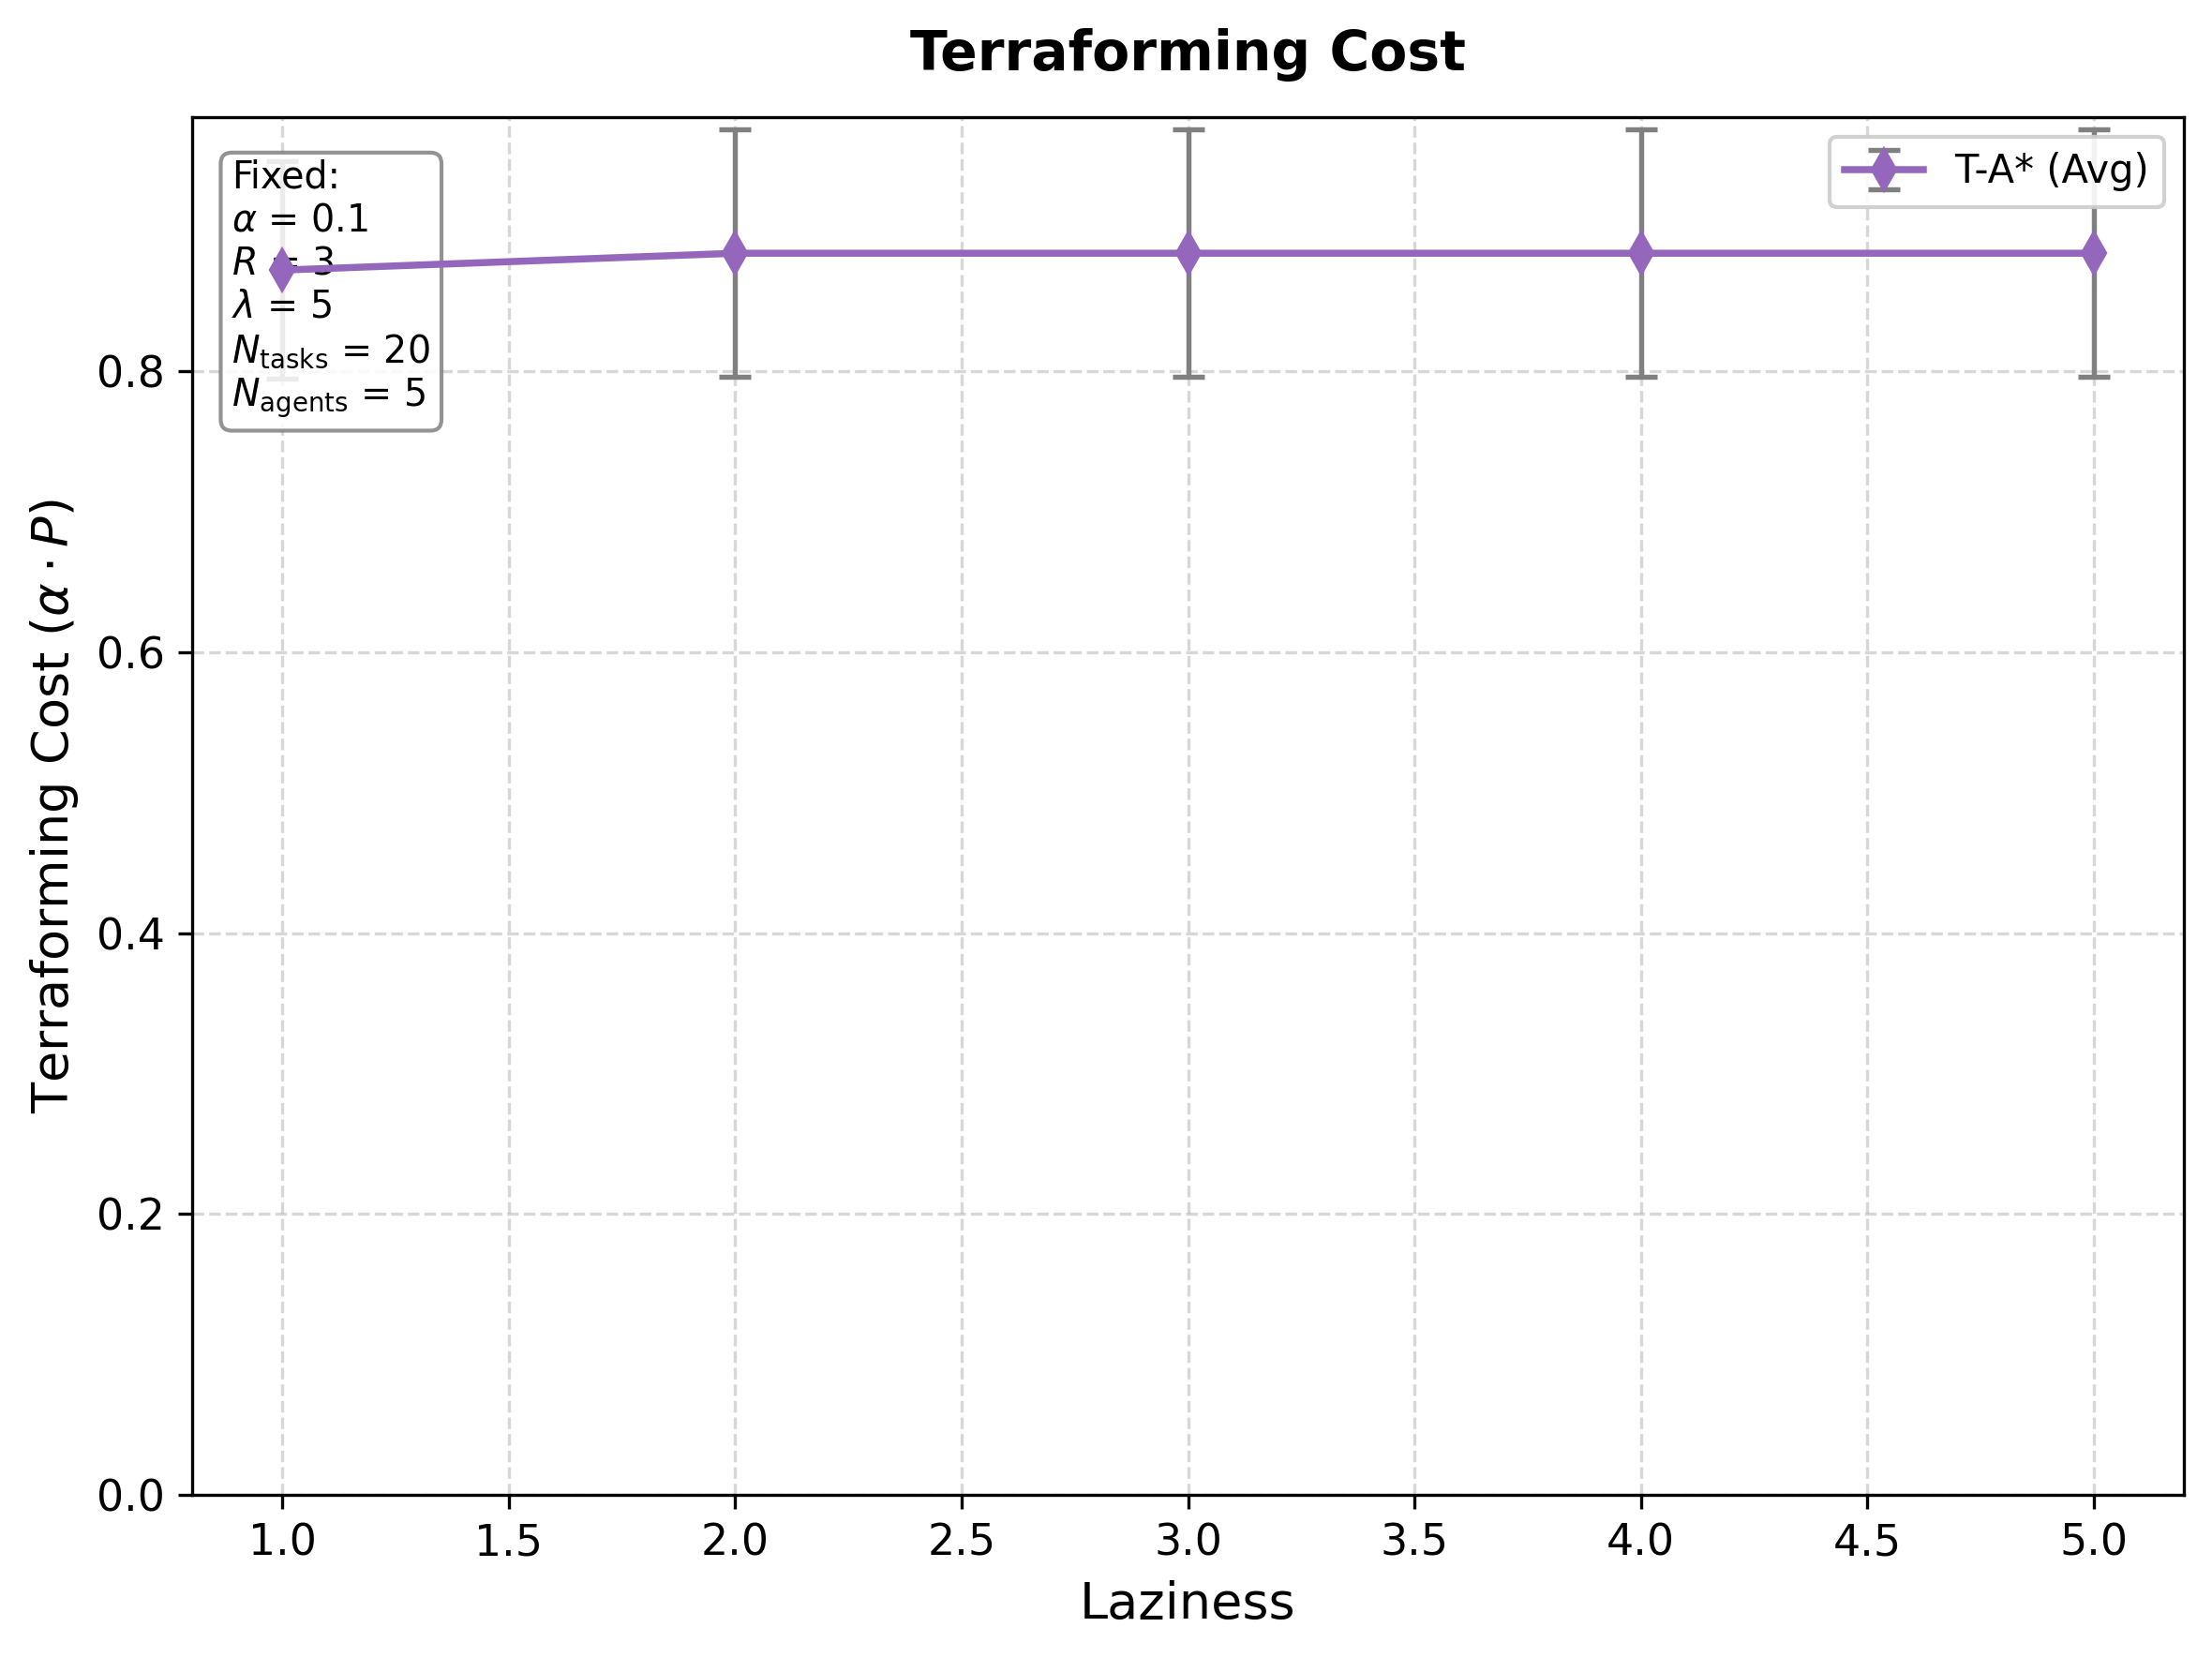 Terraforming Cost
Fixed:
α = 0.1
R = 3
λ = 5
N_tasks = 20
N_agents = 5
T-A* (Avg)
Terraforming Cost (α · P)
0.8
0.6
0.4
0.2
0.0
1.0 1.5 2.0 2.5 3.0 3.5 4.0 4.5 5.0
Laziness